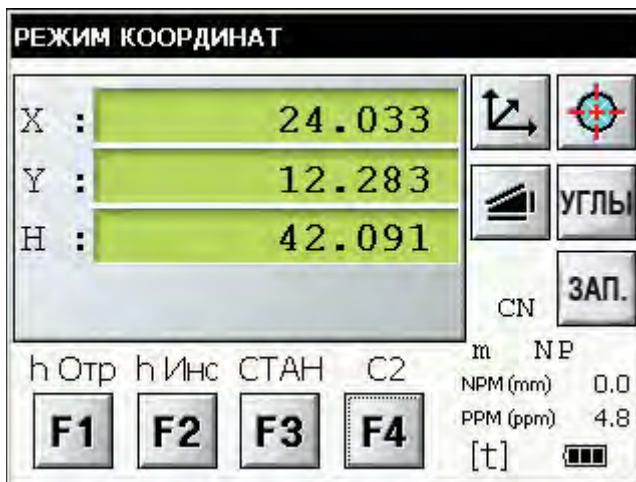 РЕЖИМ КООРДИНАТ
X : 24.033
Y : 12.283
H : 42.091
УГЛЫ
CN
ЗАП.
m NP
h Отр h Инс СТАН C2
NPM (mm) 0.0
F1 F2 F3 F4
PPM (ppm) 4.8
[t]